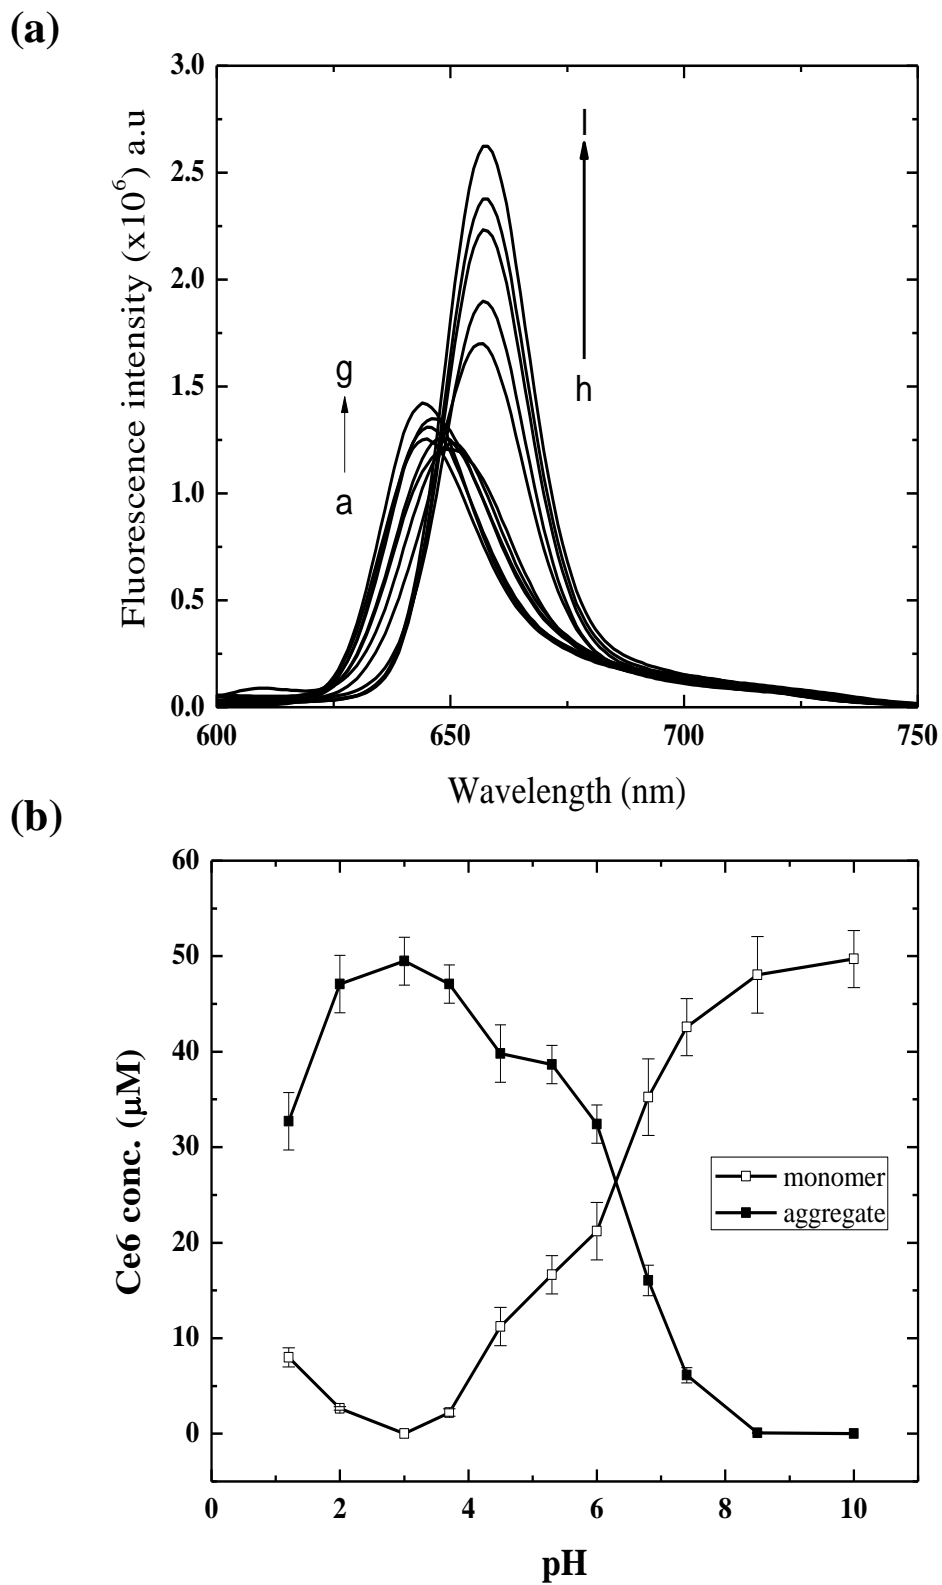 (a)
3.0
2.5
2.0
1.5
1.0
0.5
0.0
Fluorescence intensity (x10⁶) a.u
l
h
g
a
600 650 700 750
Wavelength (nm)
(b)
60
50
40
30
20
10
0
Ce6 conc. (μM)
monomer
aggregate
0 2 4 6 8 10
pH